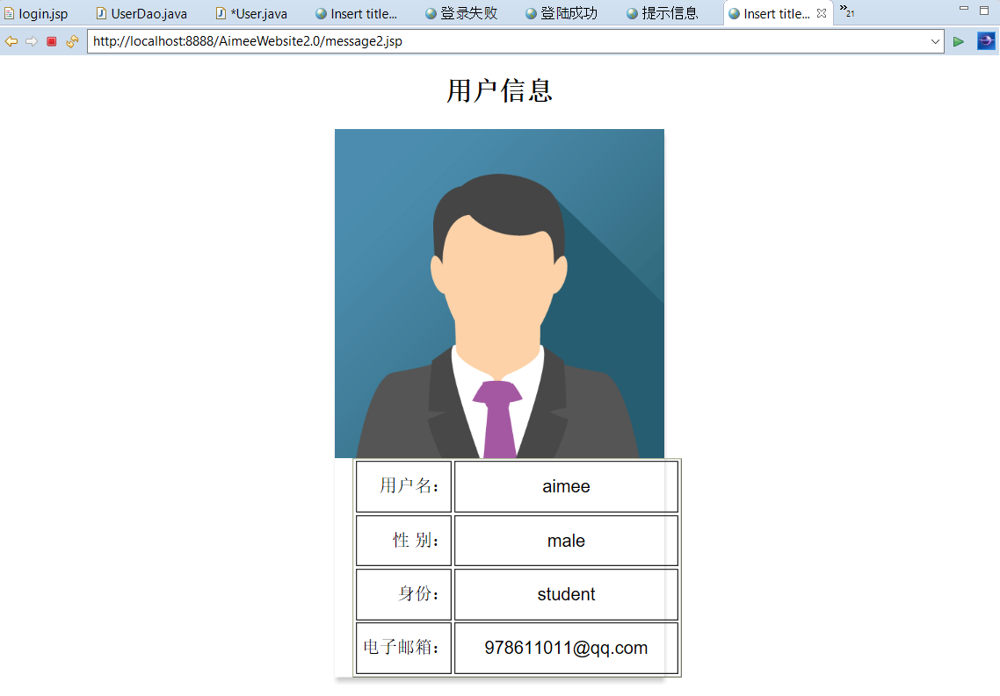 login.jsp UserDao.java *User.java Insert title... 登录失败 登陆成功 提示信息 Insert title... »21
http://localhost:8888/AimeeWebsite2.0/message2.jsp
用户信息
用户名： aimee
性 别： male
身份： student
电子邮箱： 978611011@qq.com